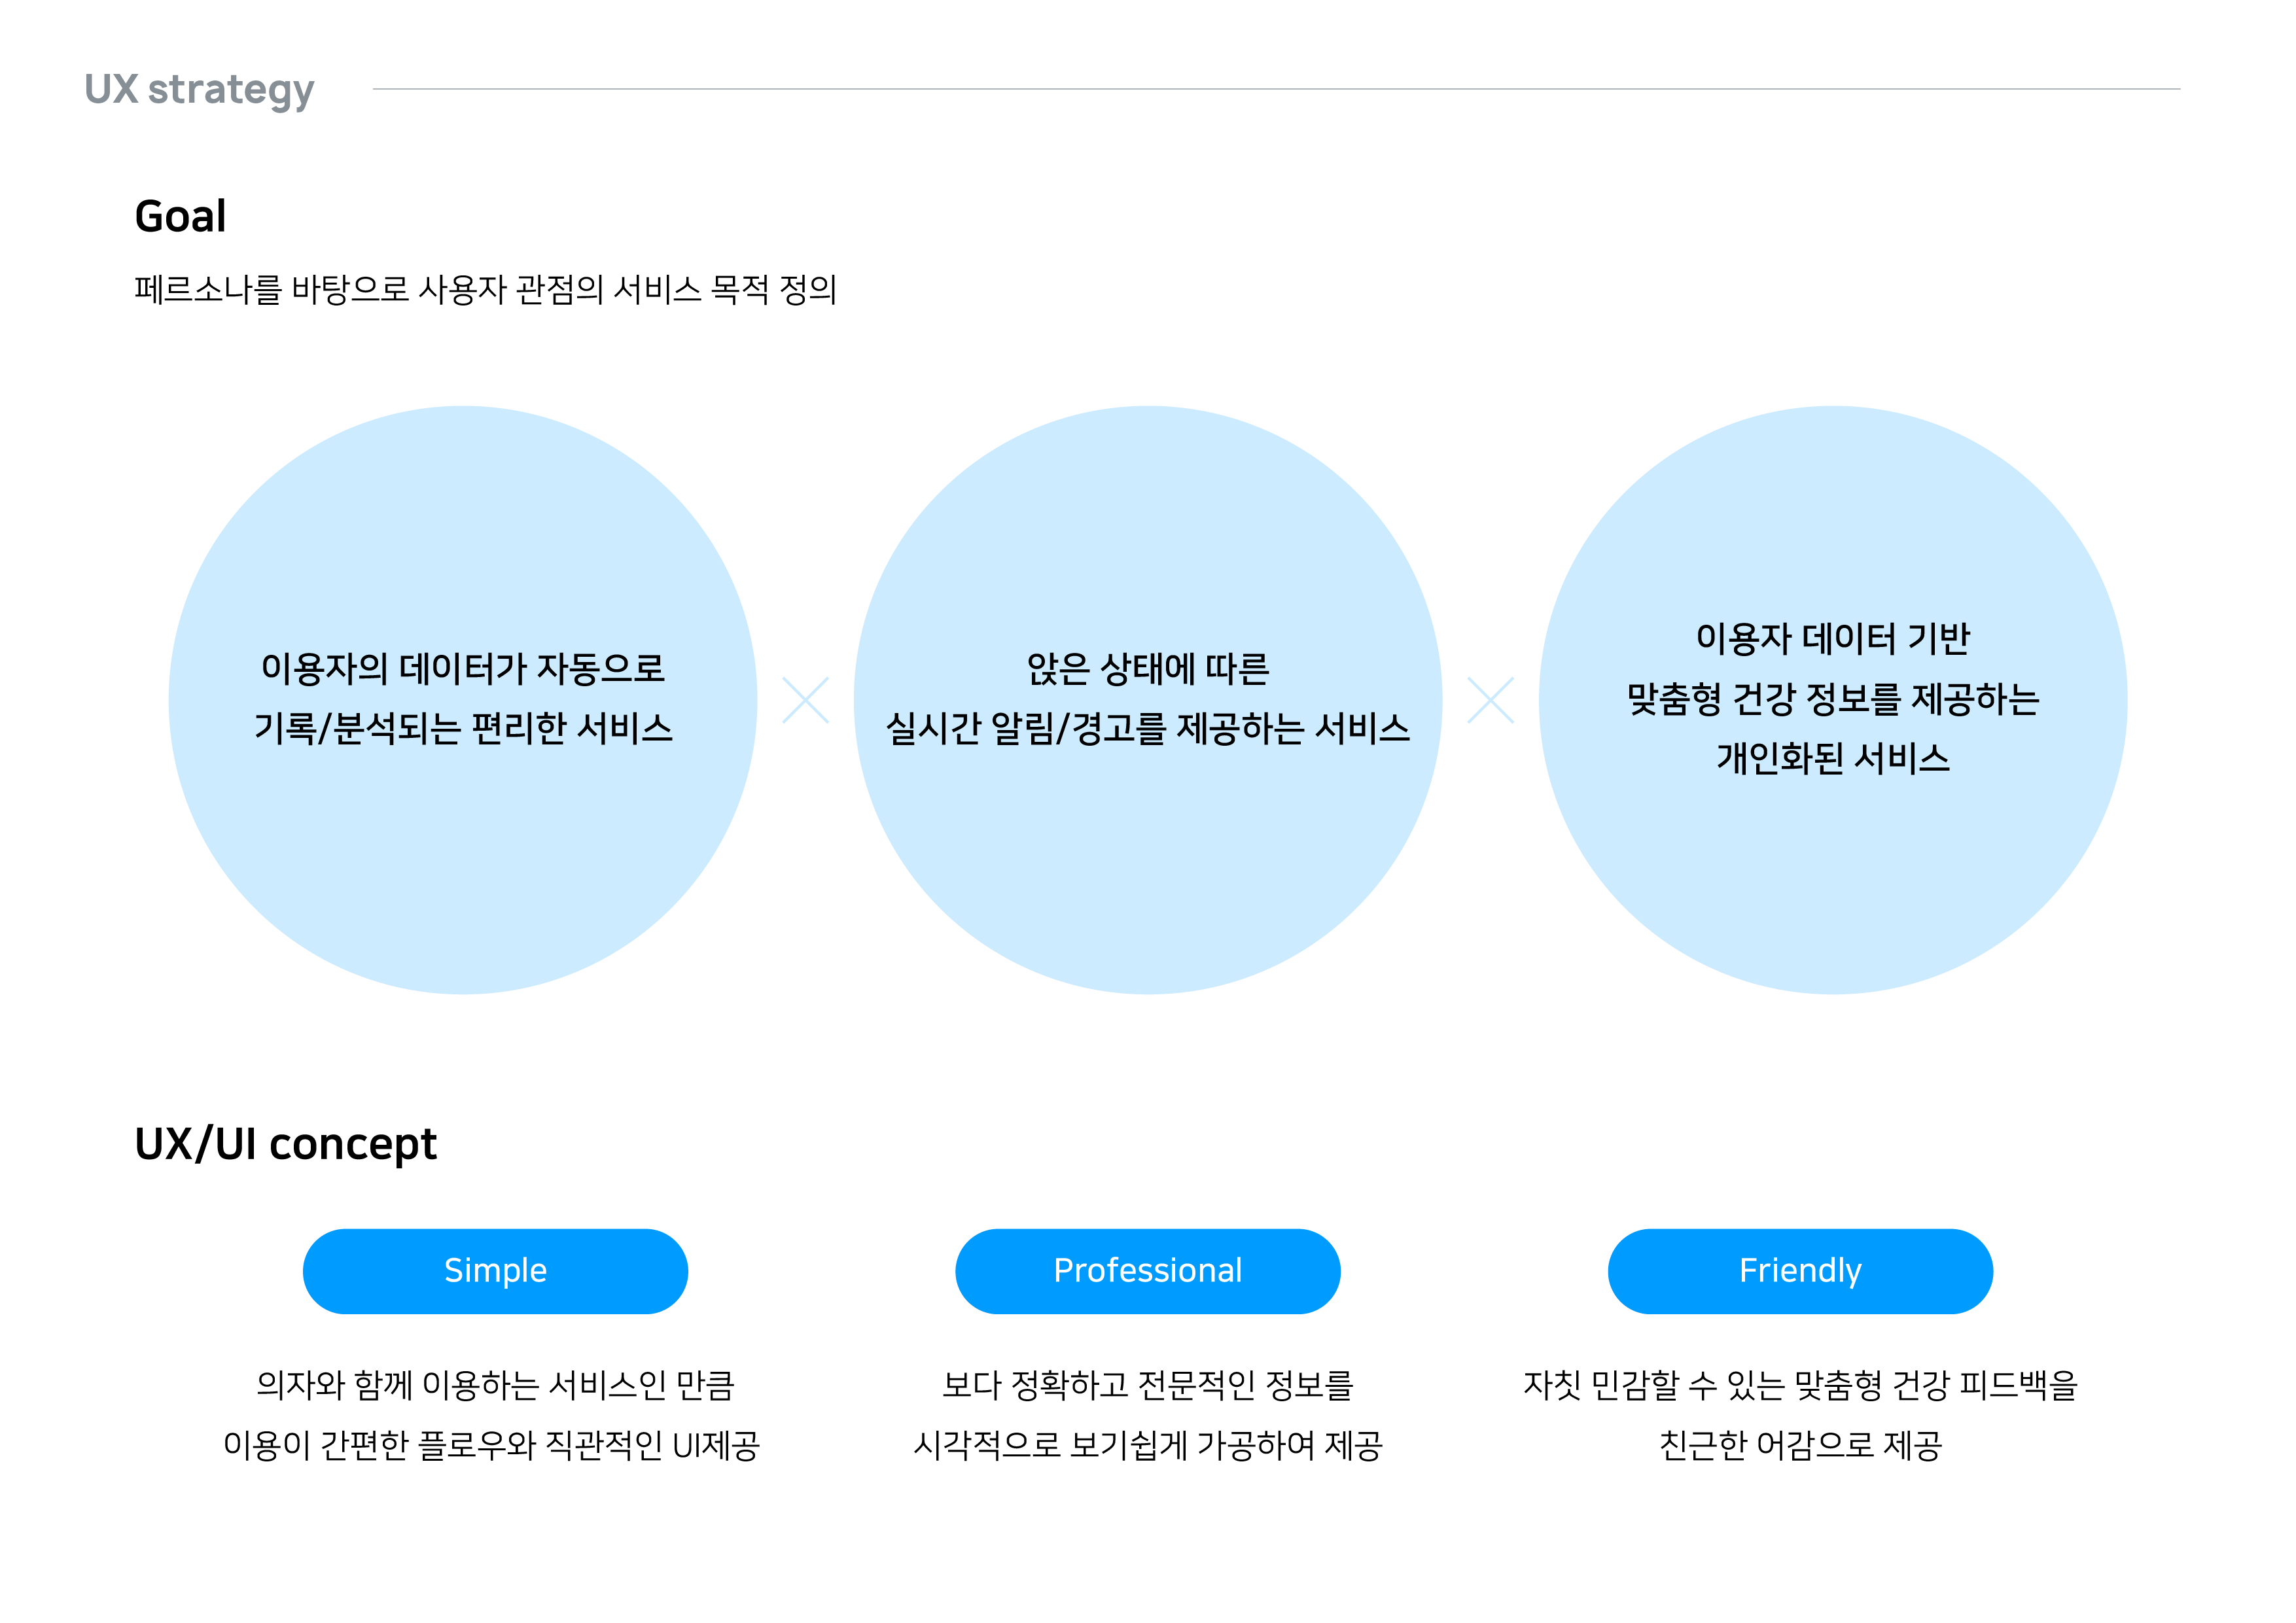 UX strategy
Goal
페르소나를 바탕으로 사용자 관점의 서비스 목적 정의
이용자의 데이터가 자동으로
기록/분석되는 편리한 서비스
앉은 상태에 따른
실시간 알림/경고를 제공하는 서비스
이용자 데이터 기반
맞춤형 건강 정보를 제공하는
개인화된 서비스
UX/UI concept
Simple
의자와 함께 이용하는 서비스인 만큼
이용이 간편한 플로우와 직관적인 UI제공
Professional
보다 정확하고 전문적인 정보를
시각적으로 보기쉽게 가공하여 제공
Friendly
자칫 민감할 수 있는 맞춤형 건강 피드백을
친근한 어감으로 제공